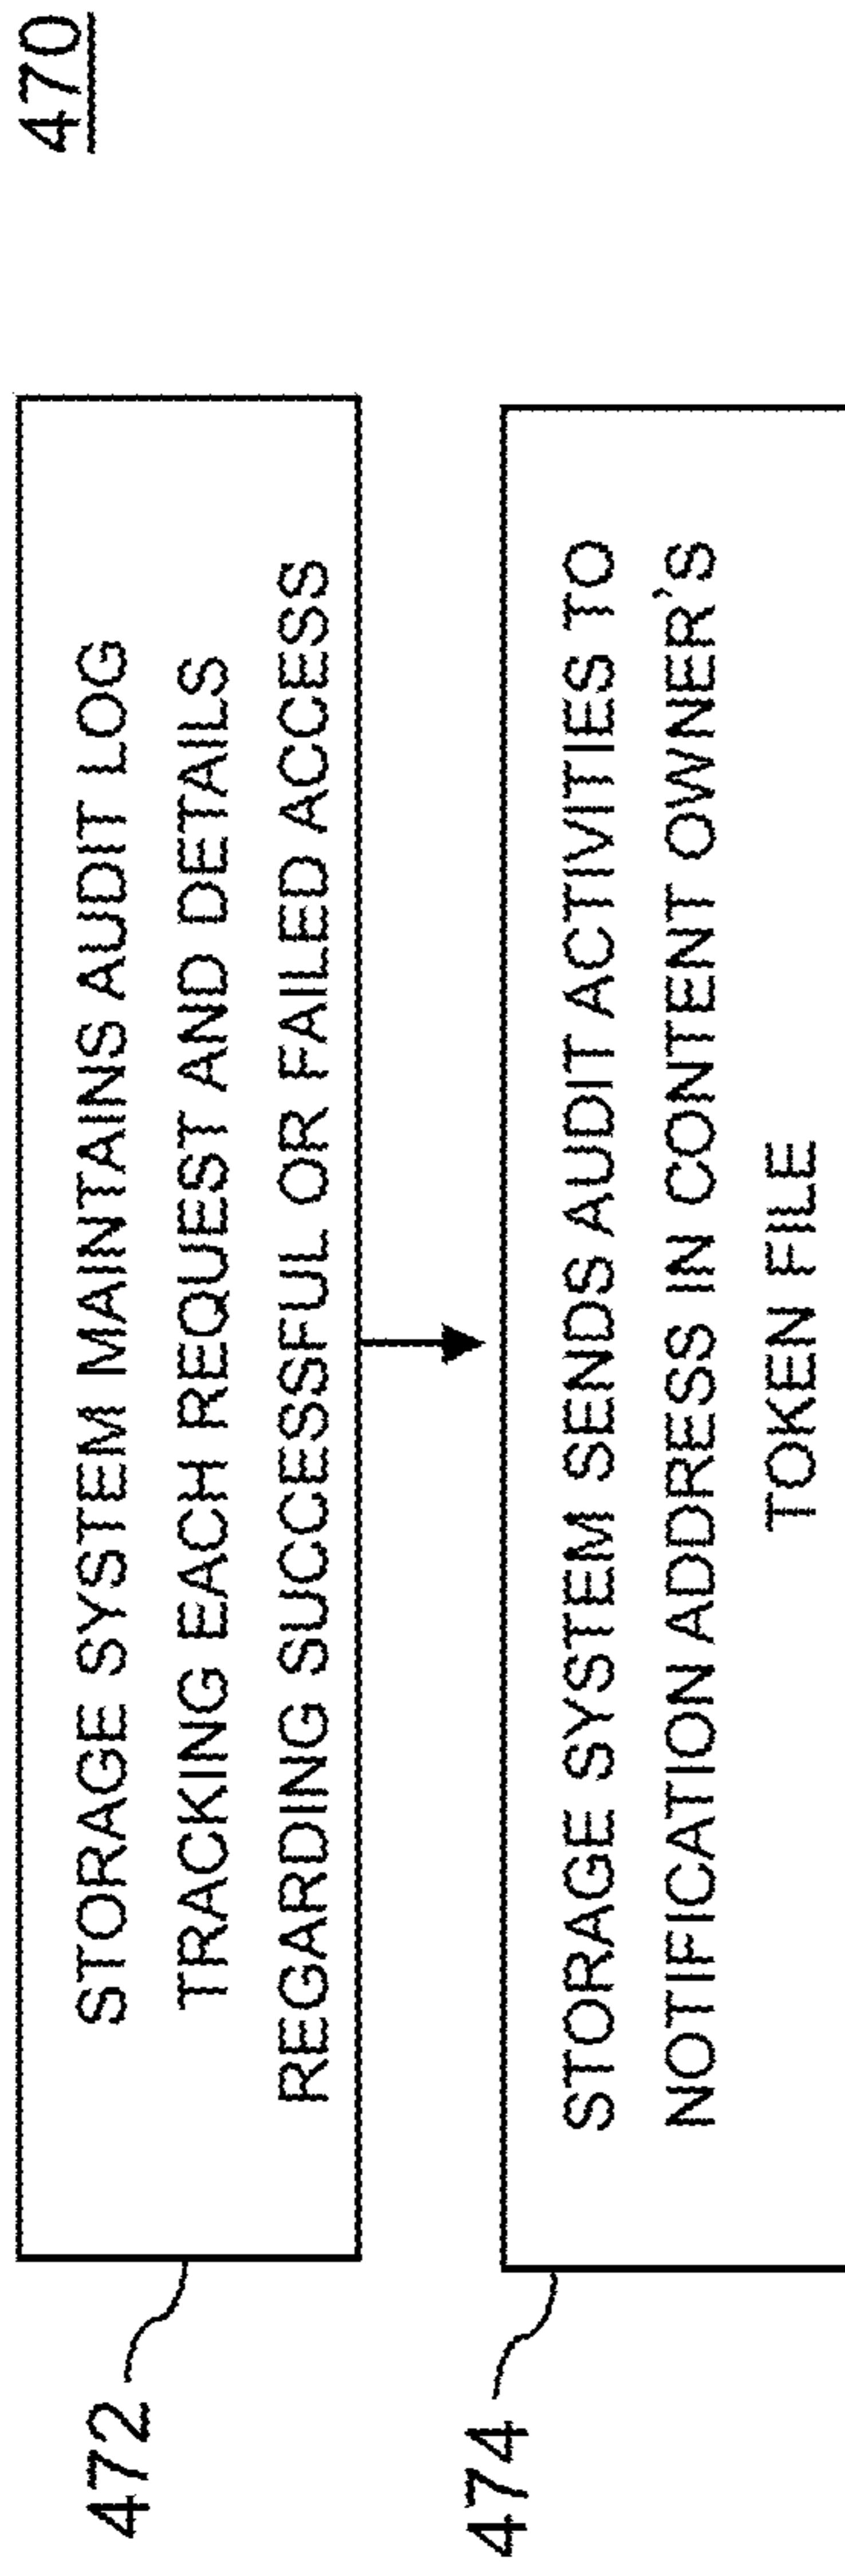 470
472
STORAGE SYSTEM MAINTAINS AUDIT LOG
TRACKING EACH REQUEST AND DETAILS
REGARDING SUCCESSFUL OR FAILED ACCESS
474
STORAGE SYSTEM SENDS AUDIT ACTIVITIES TO
NOTIFICATION ADDRESS IN CONTENT OWNER`S
TOKEN FILE